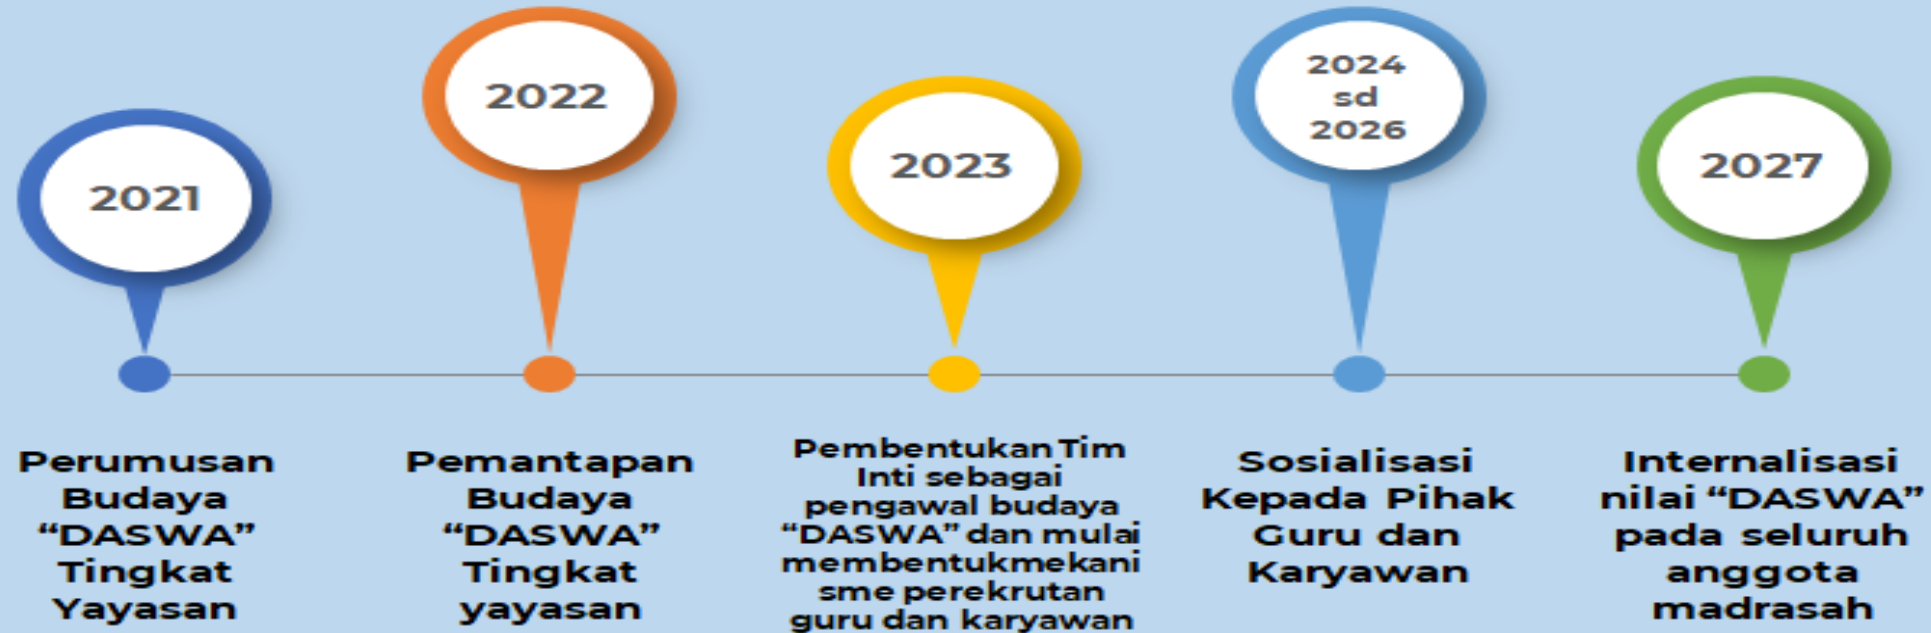 2021
2022
2023
2024
sd
2026
2027
Perumusan
Budaya
“DASWA”
Tingkat
Yayasan
Pemantapan
Budaya
“DASWA”
Tingkat
yayasan
Pembentukan Tim
Inti sebagai
pengawal budaya
“DASWA” dan mulai
membentukmekani
sme perekrutan
guru dan karyawan
Sosialisasi
Kepada Pihak
Guru dan
Karyawan
Internalisasi
nilai “DASWA”
pada seluruh
anggota
madrasah